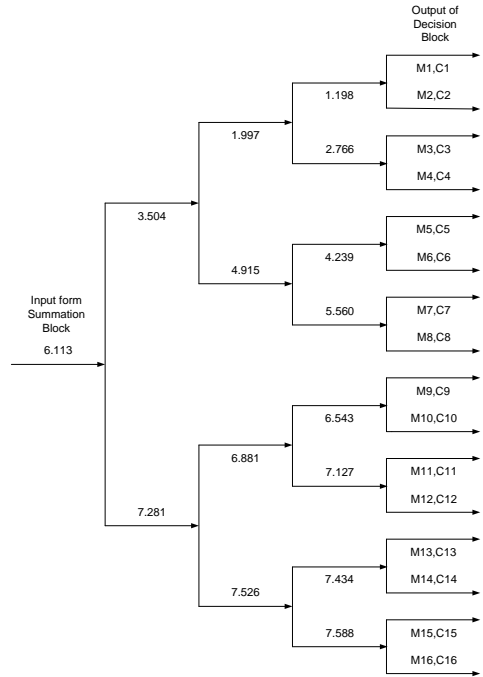 Output of
Decision
Block
M1,C1
1.198
M2,C2
1.997
2.766
M3,C3
M4,C4
3.504
M5,C5
4.239
M6,C6
4.915
5.560
M7,C7
M8,C8
Input form
Summation
Block
6.113
M9,C9
6.543
M10,C10
6.881
7.127
M11,C11
M12,C12
7.281
M13,C13
7.434
M14,C14
7.526
7.588
M15,C15
M16,C16